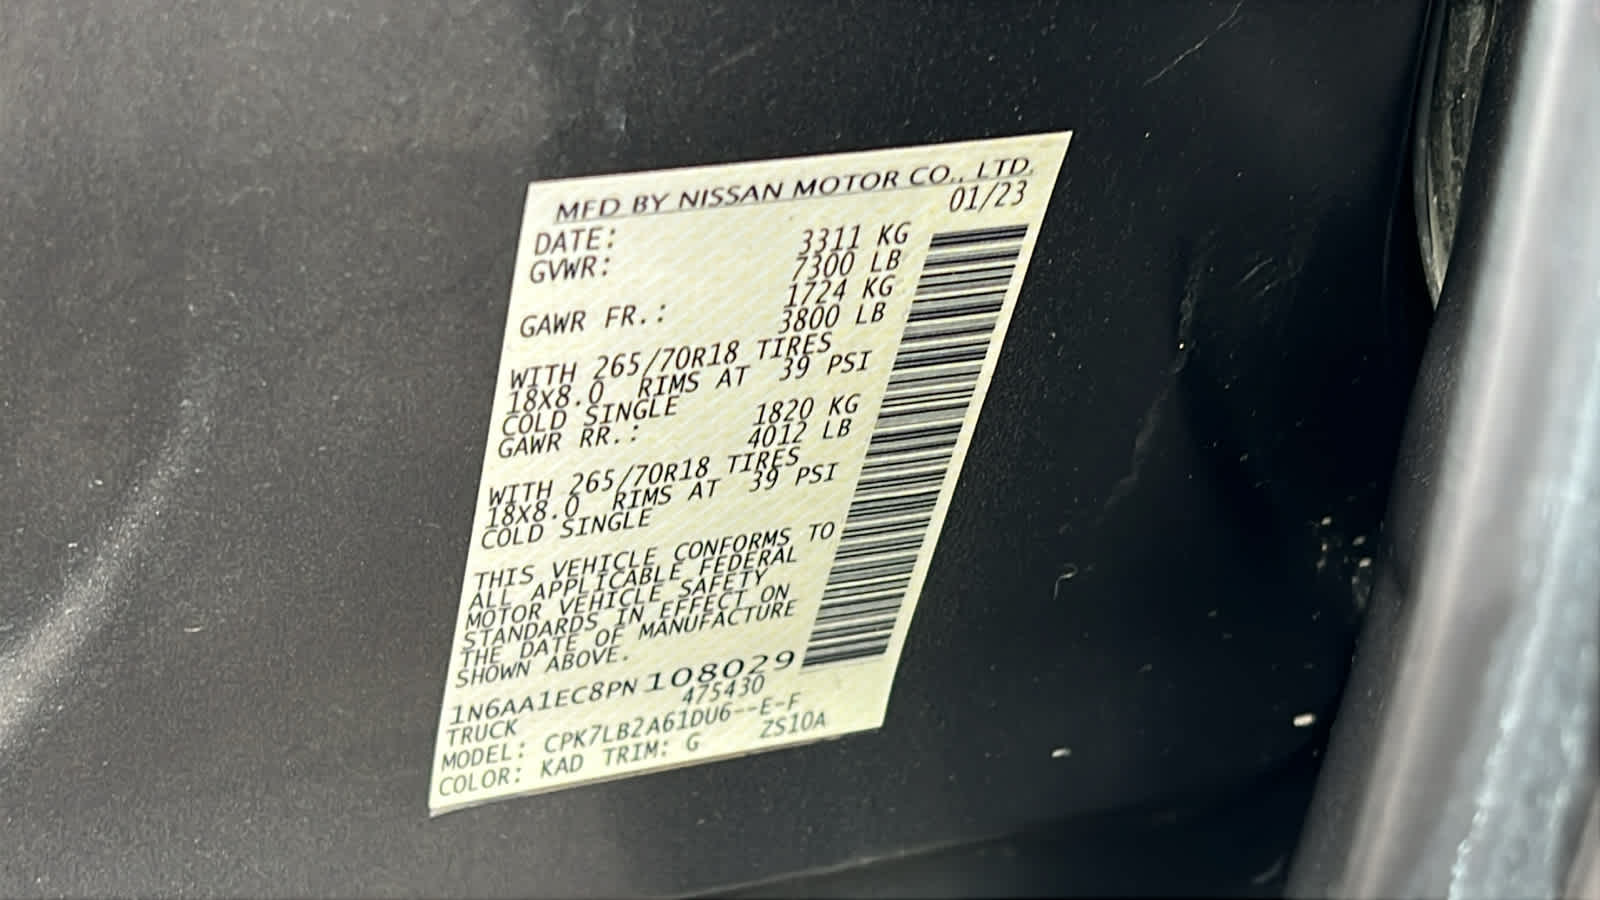 MFD BY NISSAN MOTOR CO., LTD.
DATE: 01/23
GVWR: 3311 KG
7300 LB
1724 KG
GAWR FR.: 3800 LB
WITH 265/70R18 TIRES
18X8.0 RIMS AT 39 PSI
COLD SINGLE
GAWR RR.: 1820 KG
4012 LB
WITH 265/70R18 TIRES
18X8.0 RIMS AT 39 PSI
COLD SINGLE
THIS VEHICLE CONFORMS TO
ALL APPLICABLE FEDERAL
MOTOR VEHICLE SAFETY
STANDARDS IN EFFECT ON
THE DATE OF MANUFACTURE
SHOWN ABOVE.
1N6AA1EC8PN108029
TRUCK 475430
MODEL: CPK7LB2A61DU6--E-F
COLOR: KAD TRIM: G ZS10A